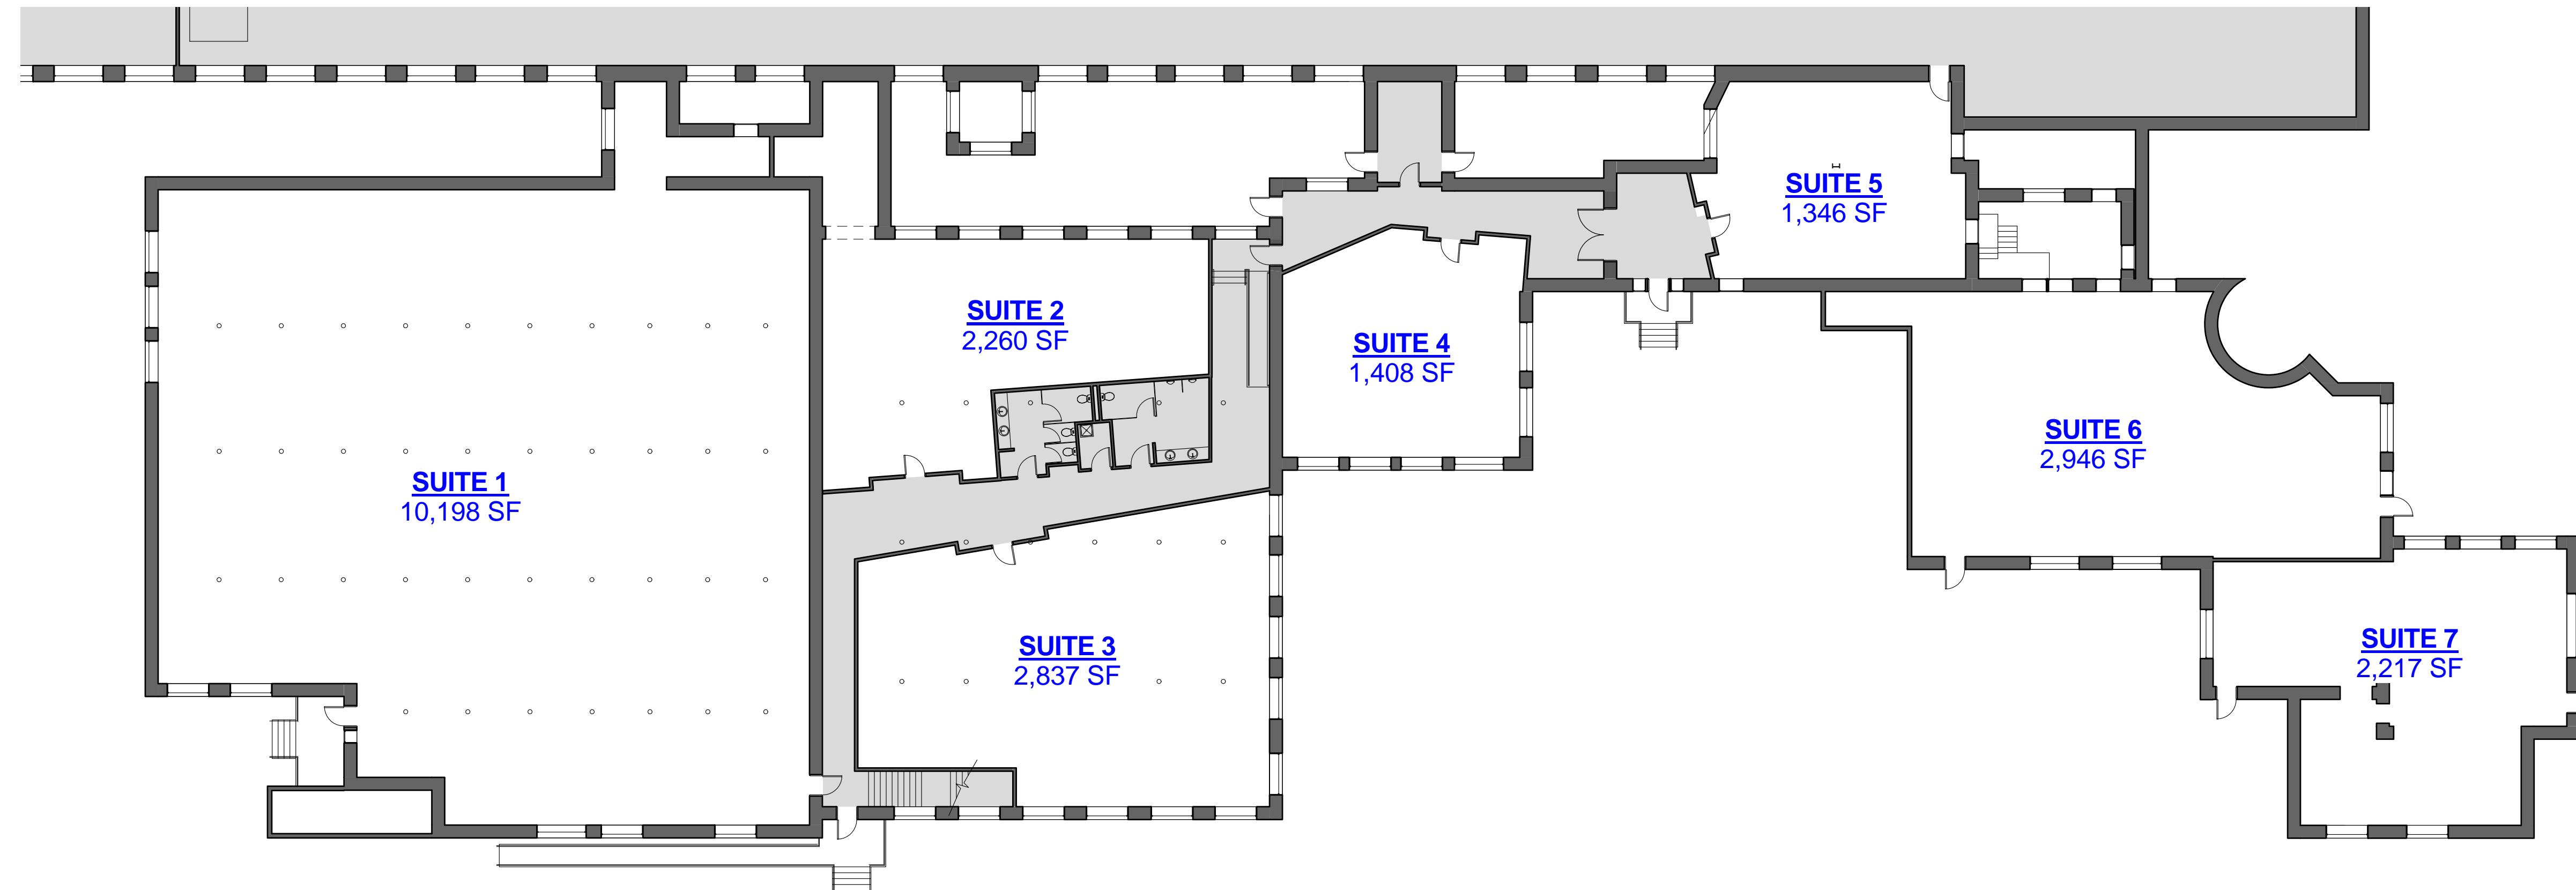 SUITE 1
10,198 SF
SUITE 2
2,260 SF
SUITE 3
2,837 SF
SUITE 4
1,408 SF
SUITE 5
1,346 SF
SUITE 6
2,946 SF
SUITE 7
2,217 SF